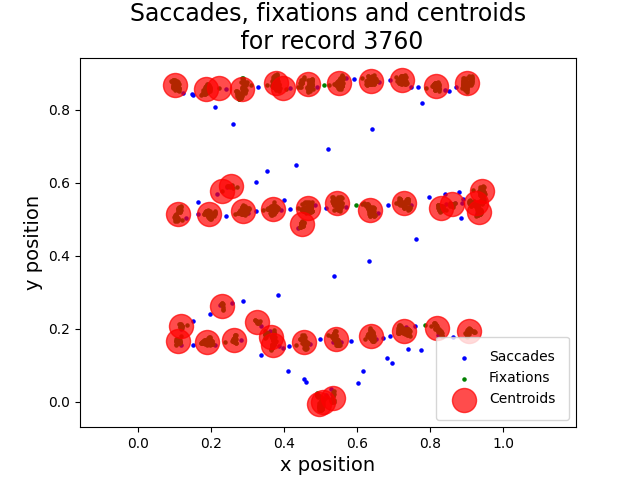 Saccades, fixations and centroids
for record 3760
0.8
0.6
0.4
0.2
0.0
y position
0.0 0.2 0.4 0.6 0.8 1.0
x position
Saccades
Fixations
Centroids